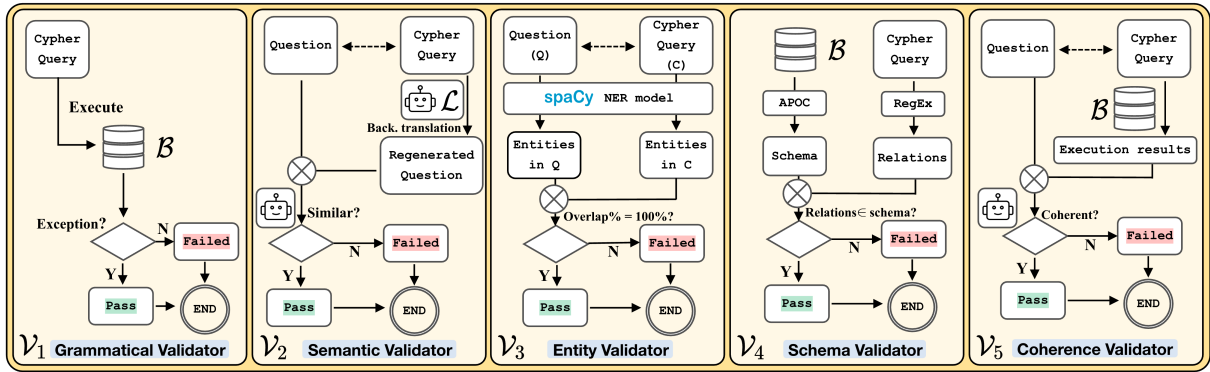 Cypher
Query
Execute
B
Exception?
N
Failed
Y
Pass
END
V1 Grammatical Validator
Question
Cypher
Query
L
Back. translation
Regenerated
Question
Similar?
N
Failed
Y
Pass
END
V2 Semantic Validator
Question
(Q)
Cypher
Query
(C)
spaCy NER model
Entities
in Q
Entities
in C
Overlap% = 100%?
N
Failed
Y
Pass
END
V3 Entity Validator
B
Cypher
Query
APOC
RegEx
Schema
Relations
Relations∈ schema?
N
Failed
Y
Pass
END
V4 Schema Validator
Question
Cypher
Query
B
Execution results
Coherent?
N
Failed
Y
Pass
END
V5 Coherence Validator